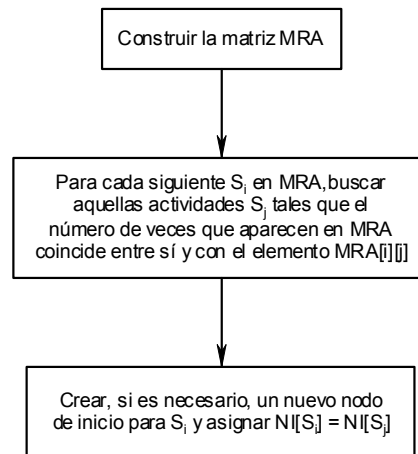 Construir la matriz MRA
Para cada siguiente Sᵢ en MRA, buscar
aquellas actividades Sⱼ tales que el
número de veces que aparecen en MRA
coincide entre sí y con el elemento MRA[i][j]
Crear, si es necesario, un nuevo nodo
de inicio para Sᵢ y asignar NI[Sᵢ] = NI[Sⱼ]